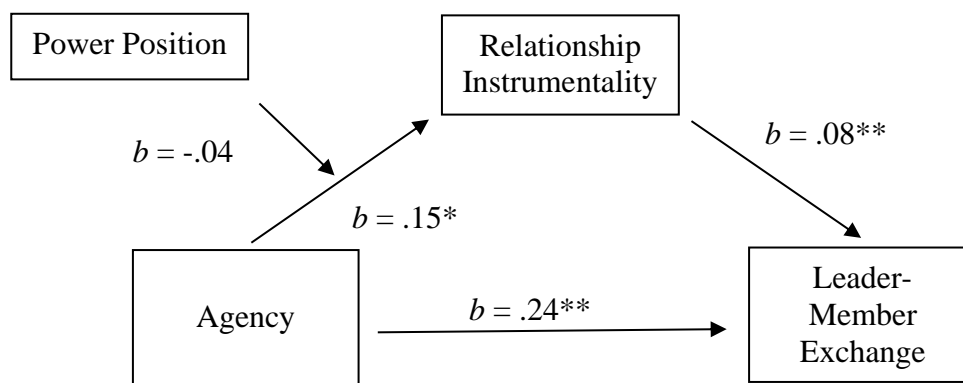 Power Position
Relationship
Instrumentality
b = -.04
b = .08**
b = .15*
Agency
b = .24**
Leader-
Member
Exchange